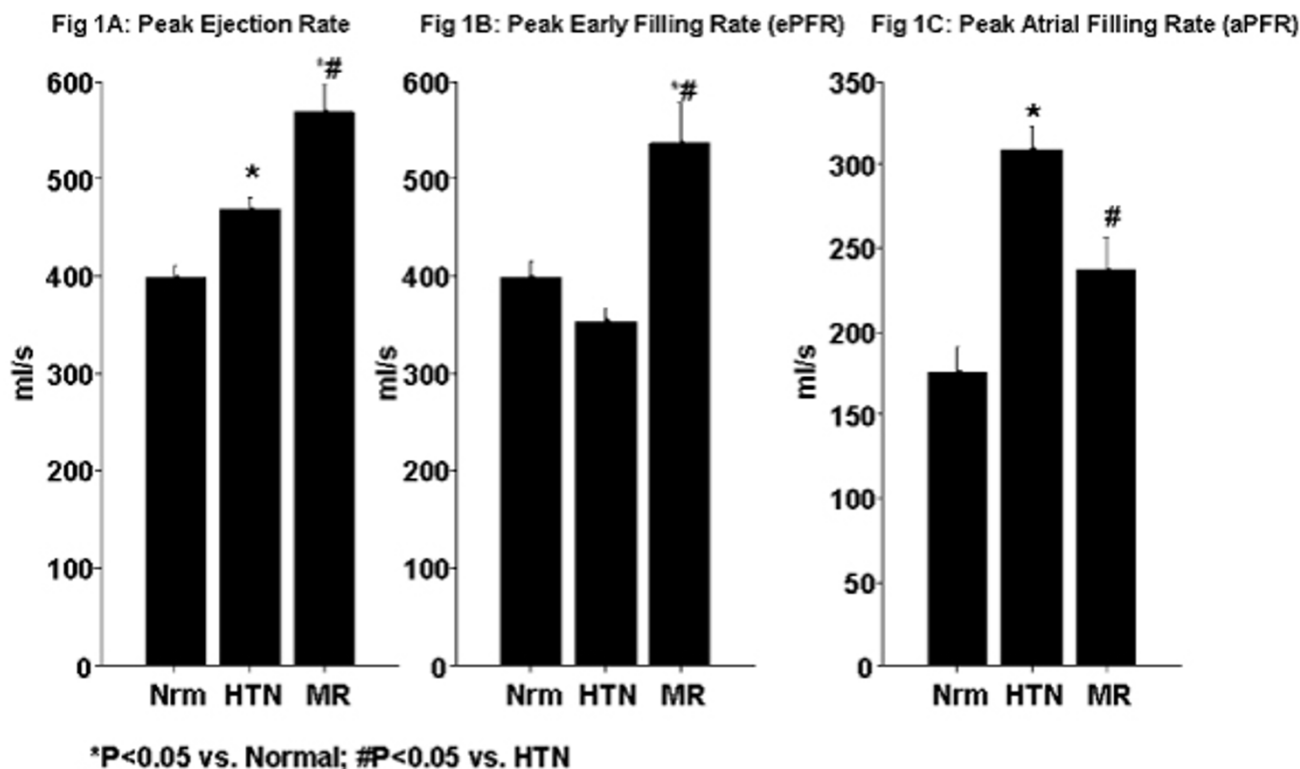 Fig 1A: Peak Ejection Rate
600
500
400
300
200
100
0
ml/s
*
*#
Nrm HTN MR
Fig 1B: Peak Early Filling Rate (ePFR)
600
500
400
300
200
100
0
ml/s
*#
Nrm HTN MR
Fig 1C: Peak Atrial Filling Rate (aPFR)
350
300
250
200
150
100
50
0
ml/s
*
#
Nrm HTN MR
*P<0.05 vs. Normal; #P<0.05 vs. HTN